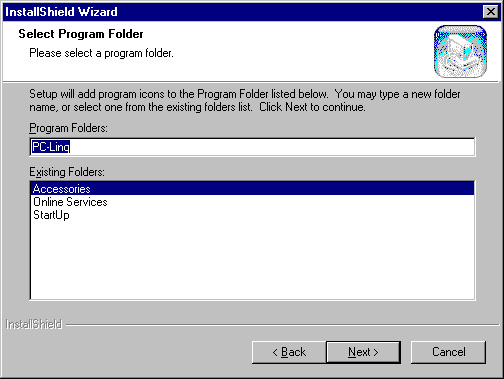 InstallShield Wizard
Select Program Folder
Please select a program folder.
Setup will add program icons to the Program Folder listed below. You may type a new folder
name, or select one from the existing folders list. Click Next to continue.
Program Folders:
PC-Linq
Existing Folders:
Accessories
Online Services
StartUp
InstallShield
< Back
Next >
Cancel